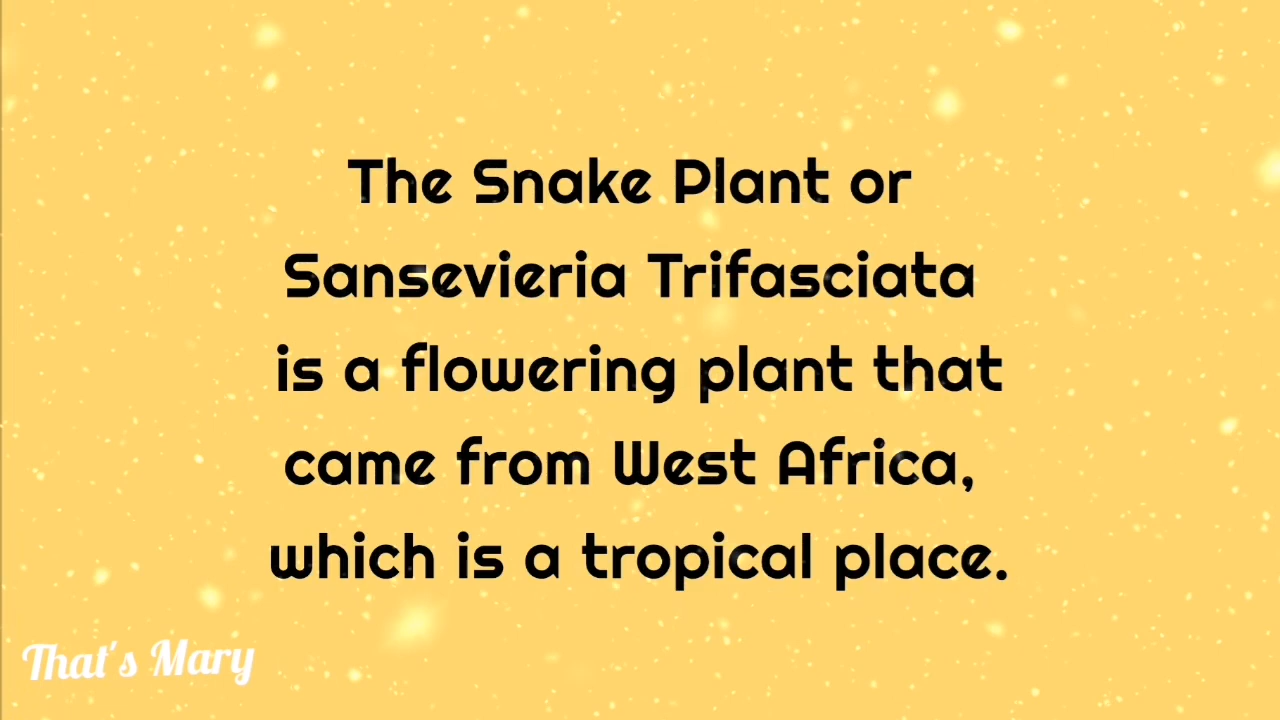 The Snake Plant or
Sansevieria Trifasciata
is a flowering plant that
came from West Africa,
which is a tropical place.
That's Mary